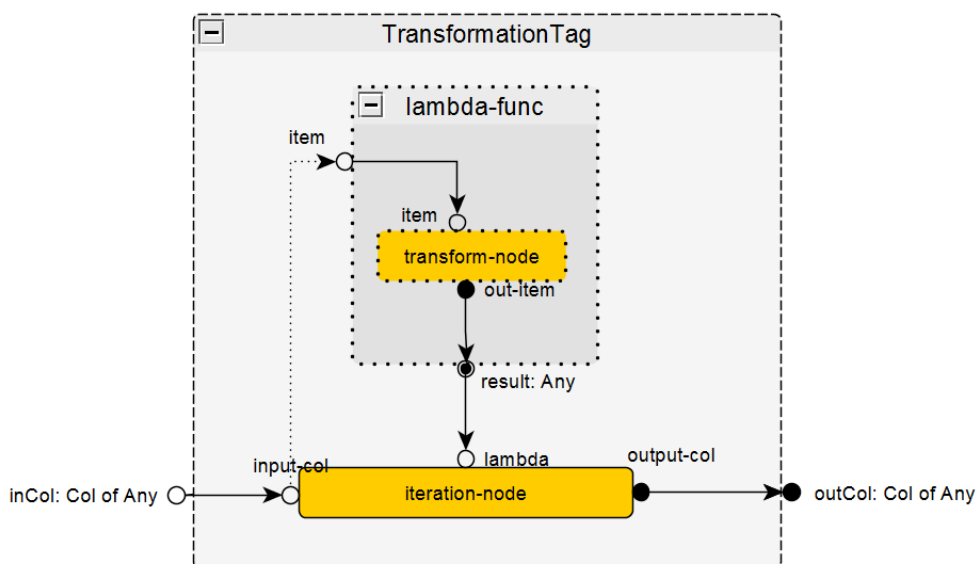 TransformationTag
lambda-func
item
item
transform-node
out-item
result: Any
lambda
input-col
output-col
inCol: Col of Any
iteration-node
outCol: Col of Any